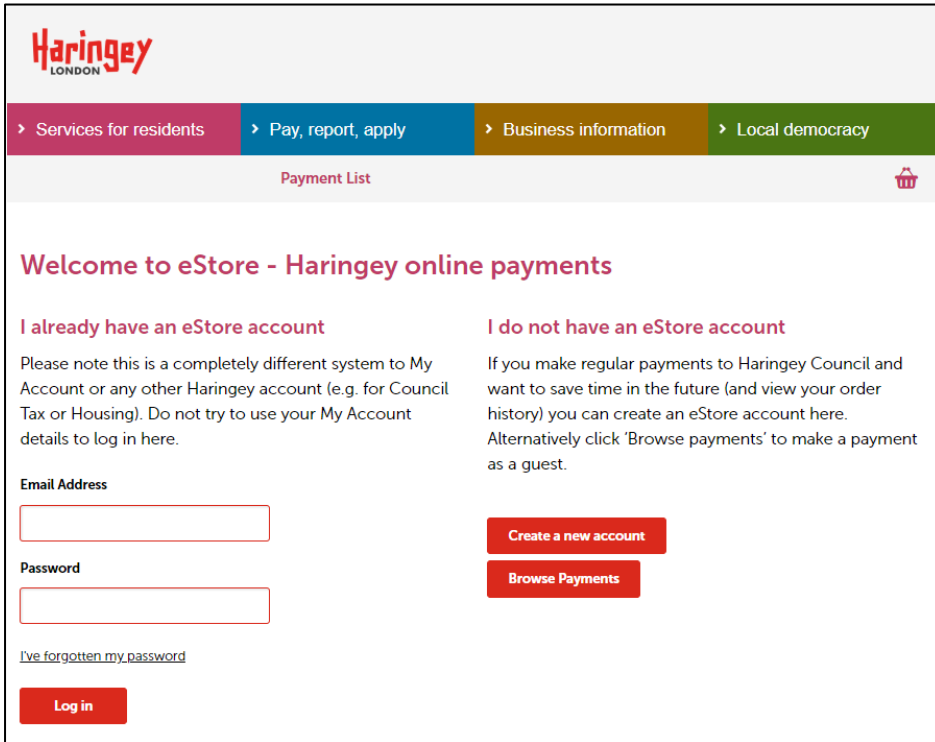 Haringey
LONDON
Services for residents
Pay, report, apply
Business information
Local democracy
Payment List
Welcome to eStore - Haringey online payments
I already have an eStore account
Please note this is a completely different system to My
Account or any other Haringey account (e.g. for Council
Tax or Housing). Do not try to use your My Account
details to log in here.
Email Address
Password
I've forgotten my password
Log in
I do not have an eStore account
If you make regular payments to Haringey Council and
want to save time in the future (and view your order
history) you can create an eStore account here.
Alternatively click 'Browse payments' to make a payment
as a guest.
Create a new account
Browse Payments